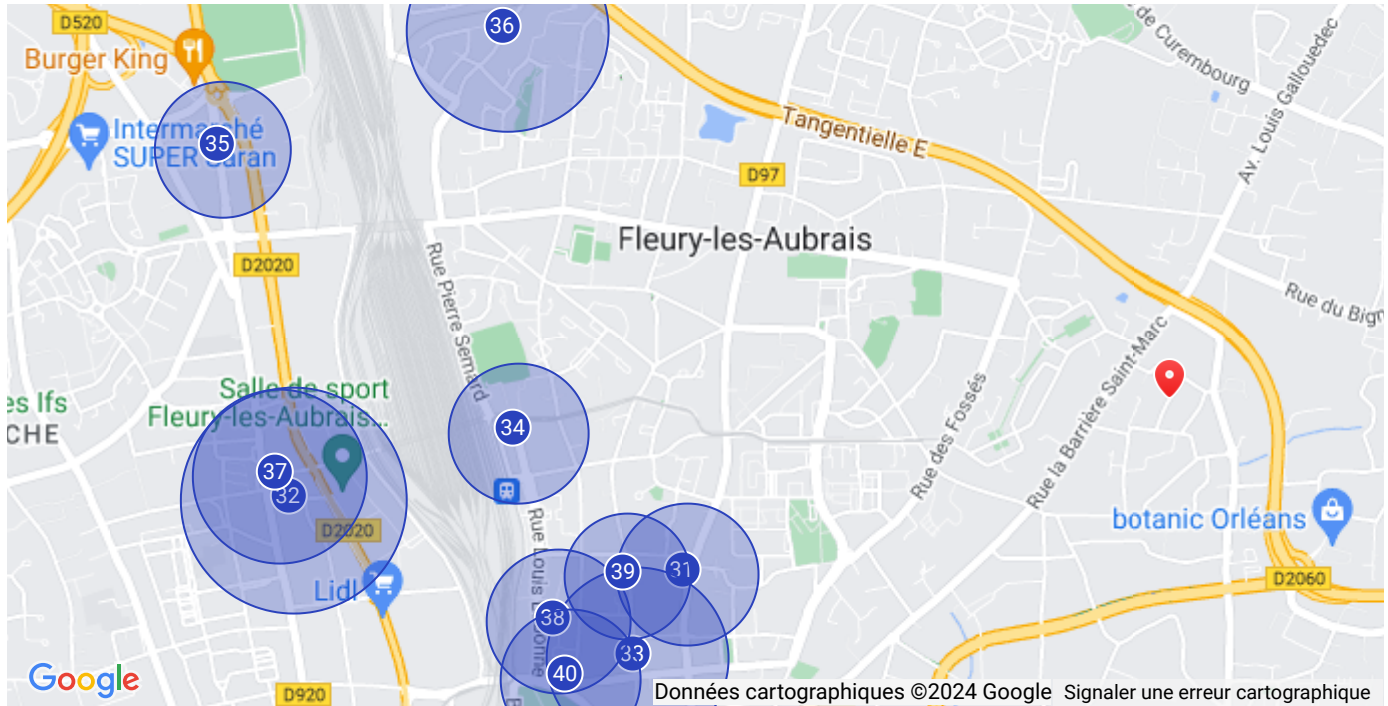 D520
36
de Curembourg
Burger King
Av. Louis Gallouedec
Intermarché
SUPER Saran
35
Tangentielle E
D97
Fleury-les-Aubrais
D2020
Rue Pierre Semard
Rue du Bign
Rue la Barrière Saint-Marc
Salle de sport
Fleury-les-Aubrais...
es Ifs
CHE
34
Rue des Fossés
37
32
D2020
botanic Orléans
Rue Louis
39
31
D2060
Lidl
38
33
40
Google
D920
B
Données cartographiques ©2024 Google
Signaler une erreur cartographique